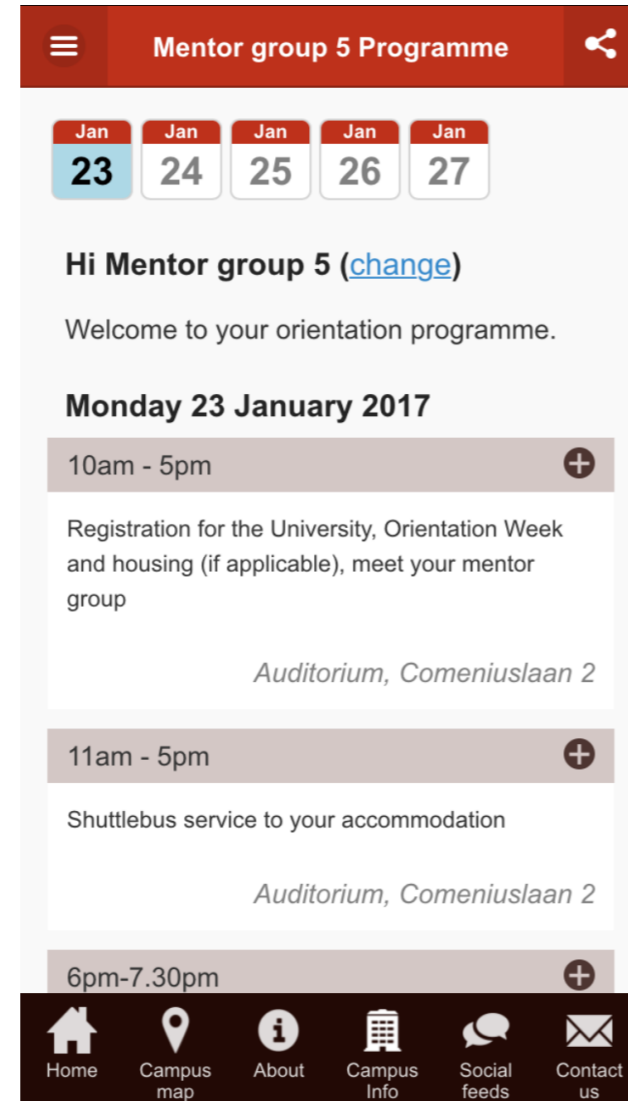 Mentor group 5 Programme
Jan Jan Jan Jan Jan
23 24 25 26 27
Hi Mentor group 5 (change)
Welcome to your orientation programme.
Monday 23 January 2017
10am - 5pm
Registration for the University, Orientation Week
and housing (if applicable), meet your mentor
group
Auditorium, Comeniuslaan 2
11am - 5pm
Shuttlebus service to your accommodation
Auditorium, Comeniuslaan 2
6pm-7.30pm
Home Campus About Campus Social Contact
map Info feeds us